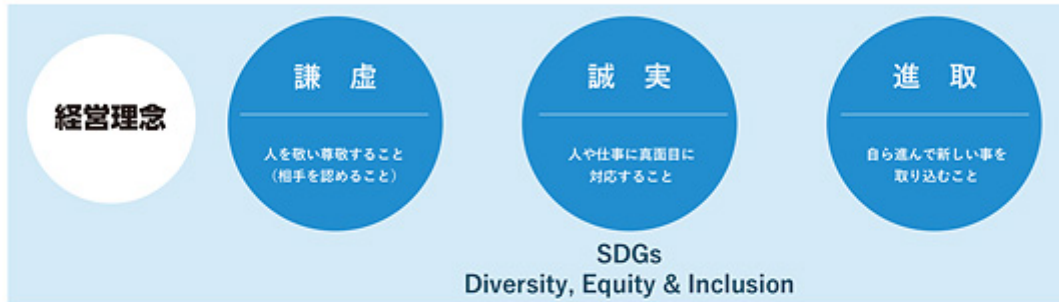 経営理念
謙 虚
人を敬い尊敬すること
（相手を認めること）
誠 実
人や仕事に真面目に
対応すること
進 取
自ら進んで新しい事を
取り込むこと
SDGs
Diversity, Equity & Inclusion